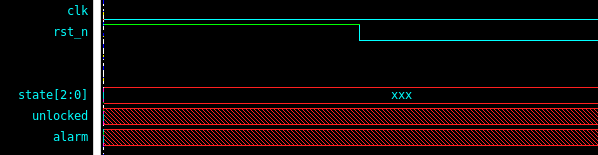 clk
rst_n
state[2:0] xxx
unlocked
alarm